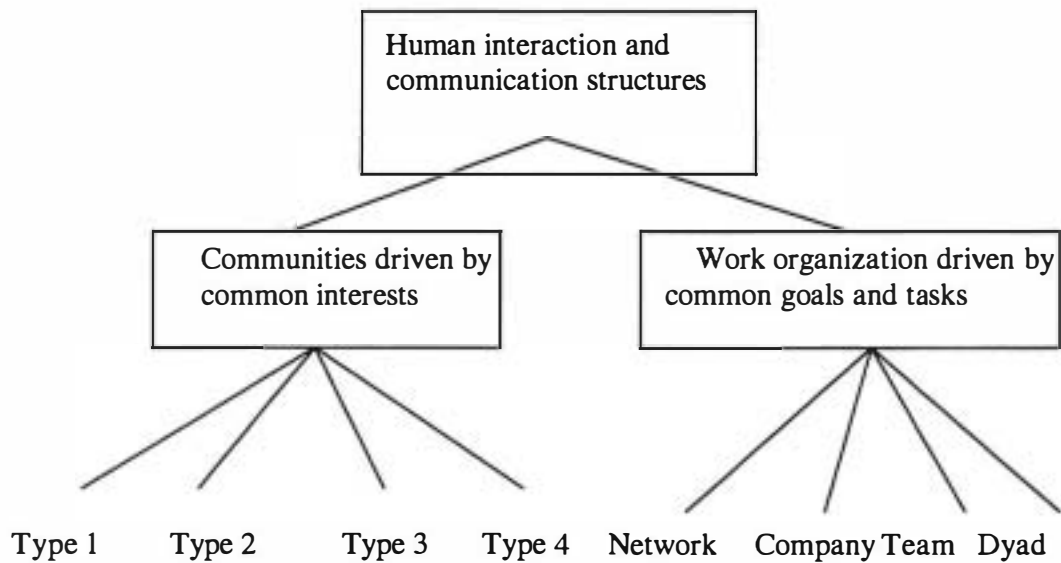 Human interaction and
communication structures
Communities driven by
common interests
Work organization driven by
common goals and tasks
Type 1 Type 2 Type 3 Type 4 Network Company Team Dyad